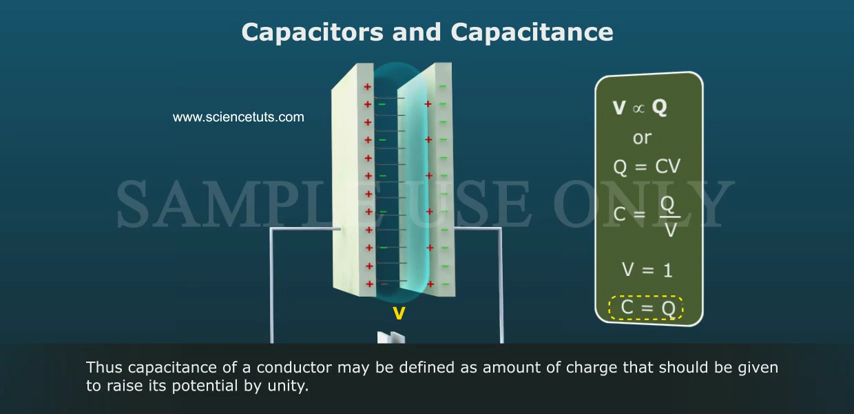 Capacitors and Capacitance
www.sciencetuts.com
SAMPLE USE ONLY
V ∝ Q
or
Q = CV
C = Q/V
V = 1
C = Q
V
Thus capacitance of a conductor may be defined as amount of charge that should be given
to raise its potential by unity.